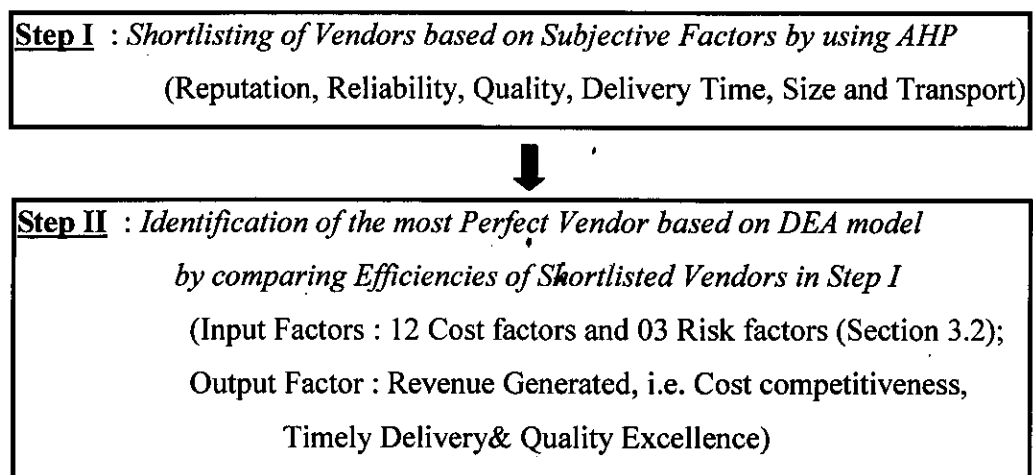 Step I : Shortlisting of Vendors based on Subjective Factors by using AHP
(Reputation, Reliability, Quality, Delivery Time, Size and Transport)
Step II : Identification of the most Perfect Vendor based on DEA model
by comparing Efficiencies of Shortlisted Vendors in Step I
(Input Factors : 12 Cost factors and 03 Risk factors (Section 3.2);
Output Factor : Revenue Generated, i.e. Cost competitiveness,
Timely Delivery& Quality Excellence)